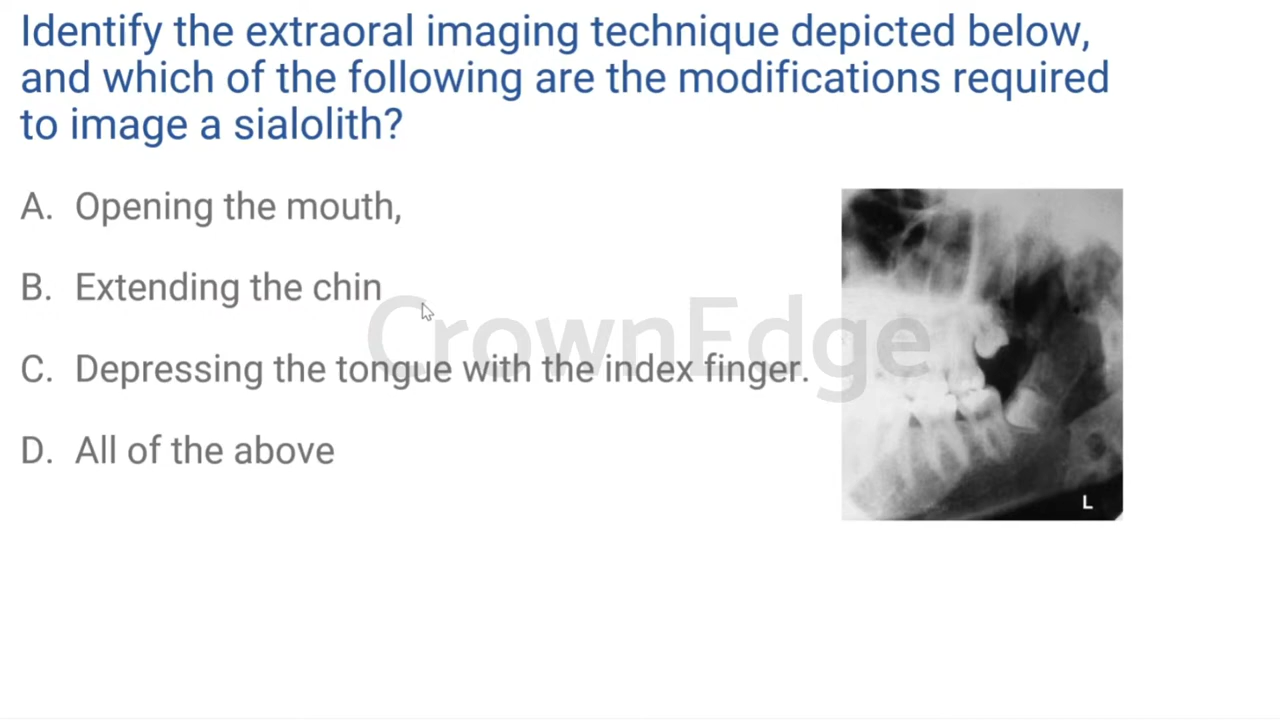 Identify the extraoral imaging technique depicted below,
and which of the following are the modifications required
to image a sialolith?
A. Opening the mouth,
B. Extending the chin
C. Depressing the tongue with the index finger.
D. All of the above
CrownEdge
L